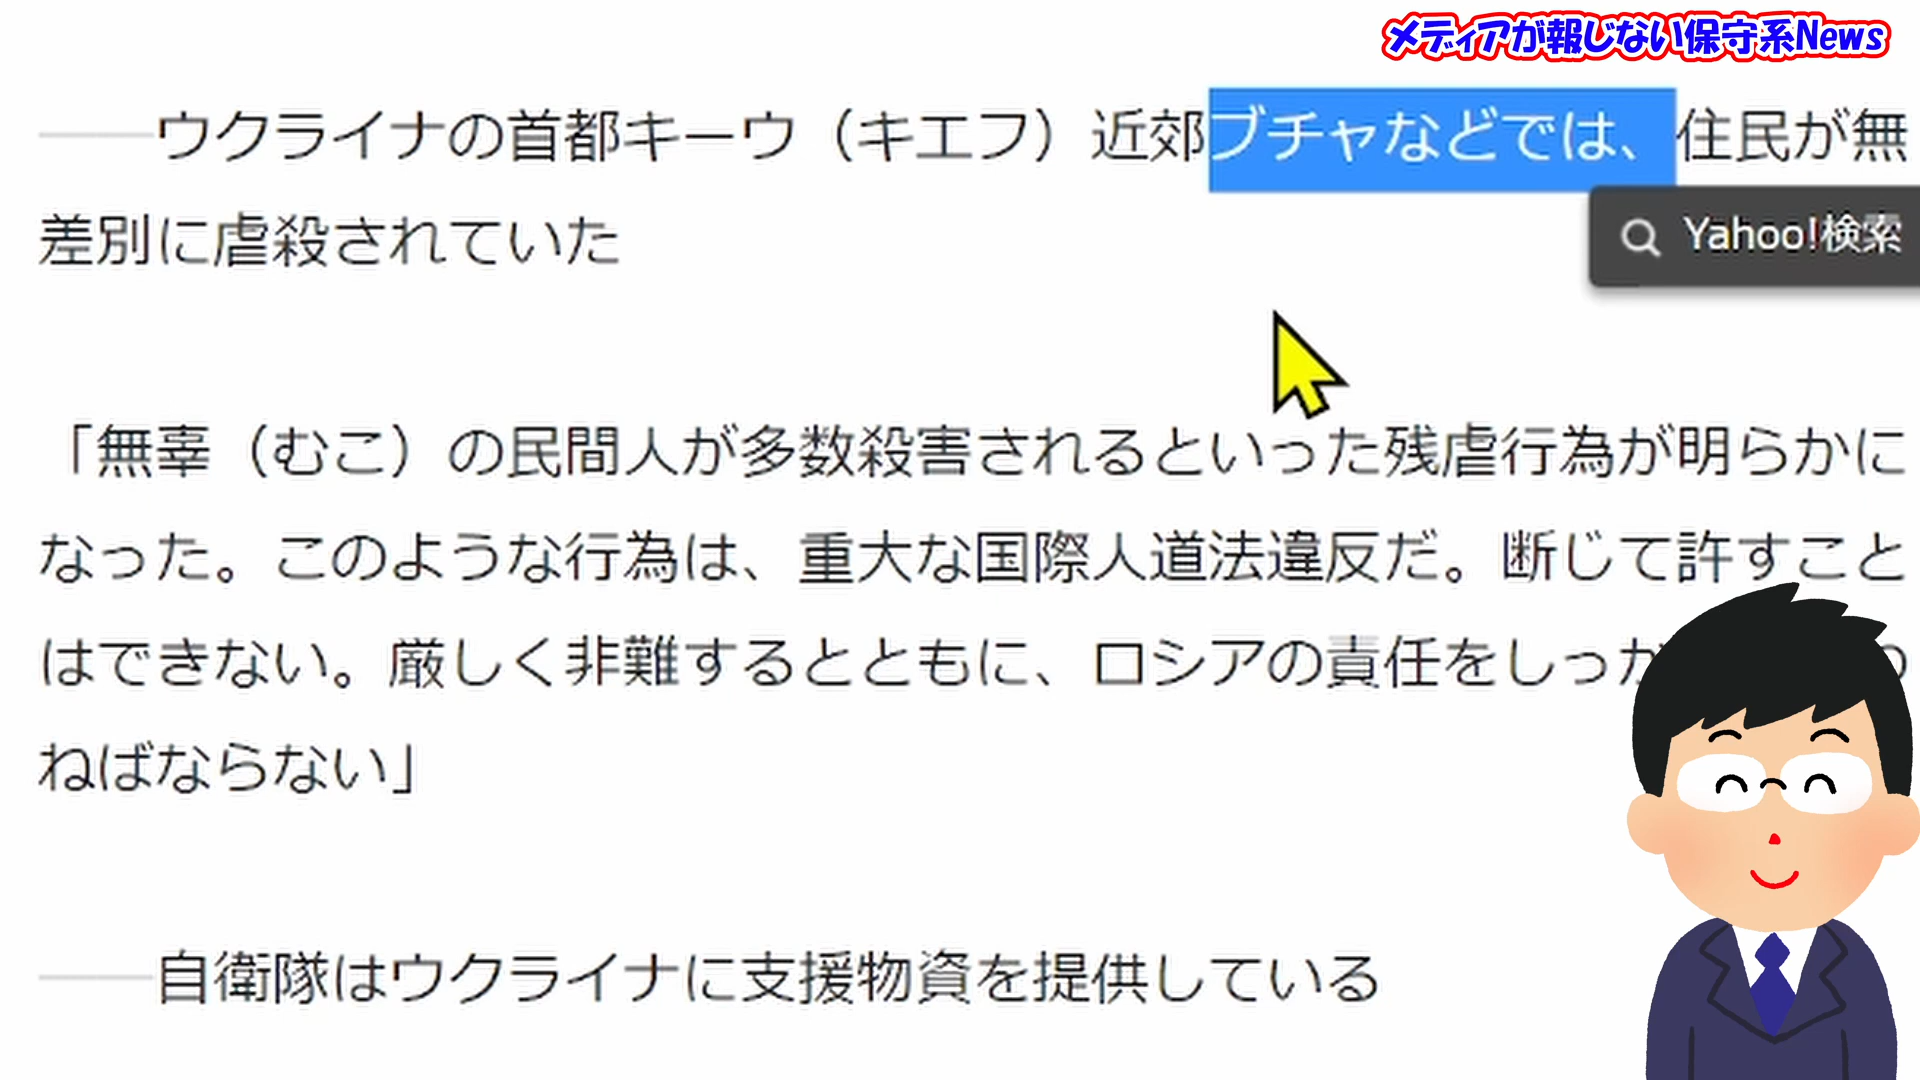 メディアが報じない保守系News
――ウクライナの首都キーウ（キエフ）近郊ブチャなどでは、住民が無
差別に虐殺されていた
Yahoo!検索
「無辜（むこ）の民間人が多数殺害されるといった残虐行為が明らかに
なった。このような行為は、重大な国際人道法違反だ。断じて許すこと
はできない。厳しく非難するとともに、ロシアの責任をしっか
ねばならない」
――自衛隊はウクライナに支援物資を提供している